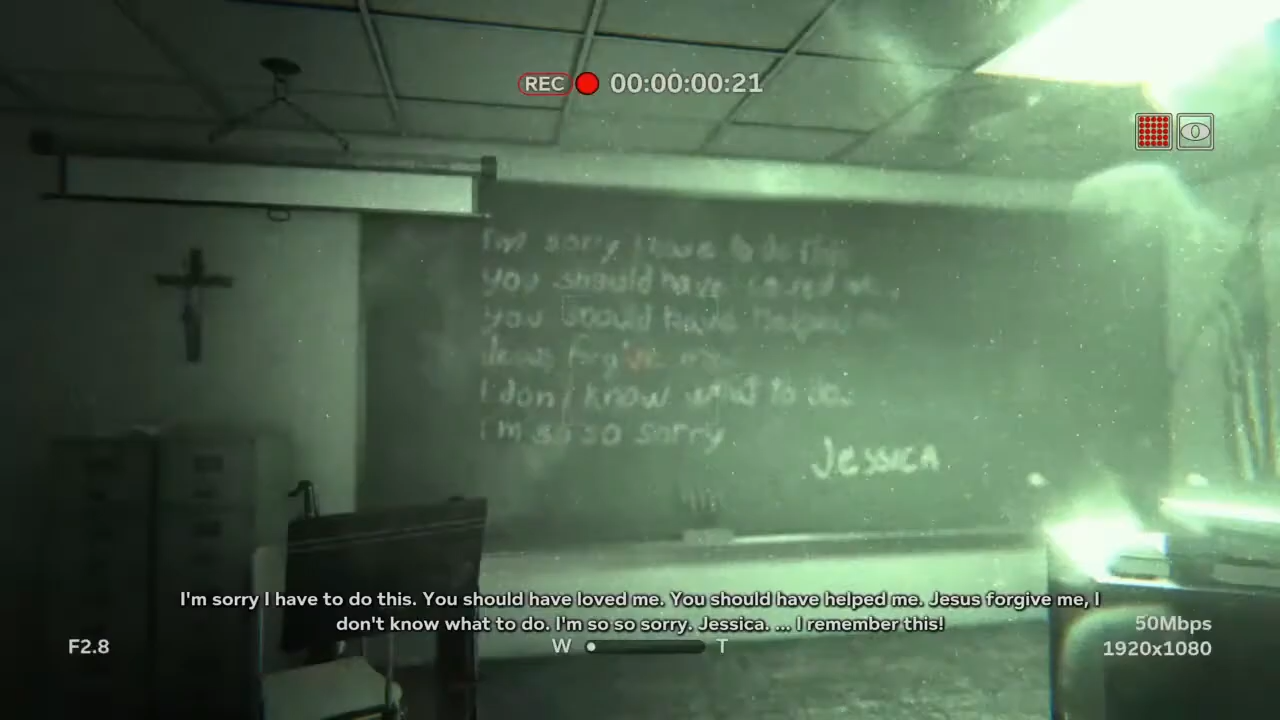 REC 00:00:00:21
I'm sorry I have to do this
you should have loved me,
you should have helped me
Jesus forgive me
I don't know what to do.
I'm so so sorry
Jessica
I'm sorry I have to do this. You should have loved me. You should have helped me. Jesus forgive me, I
don't know what to do. I'm so so sorry. Jessica. ... I remember this!
F2.8
W T
50Mbps
1920x1080